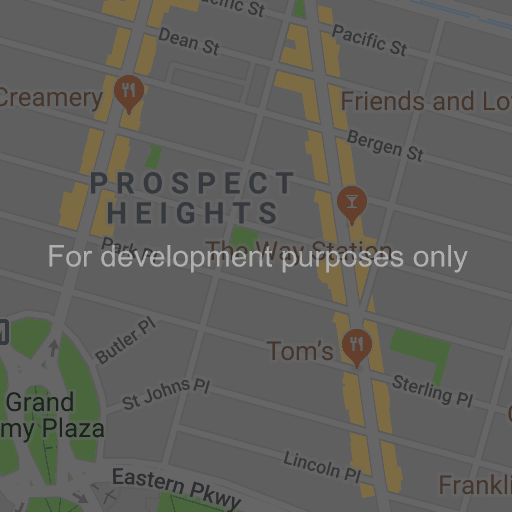 Pacific St
Pacific St
Dean St
Creamery
Friends and Lo
Bergen St
PROSPECT
HEIGHTS
Park Pl
The Way Station
For development purposes only
Butler Pl
Tom's
St Johns Pl
Sterling Pl
Grand
my Plaza
Lincoln Pl
Eastern Pkwy
Frankli